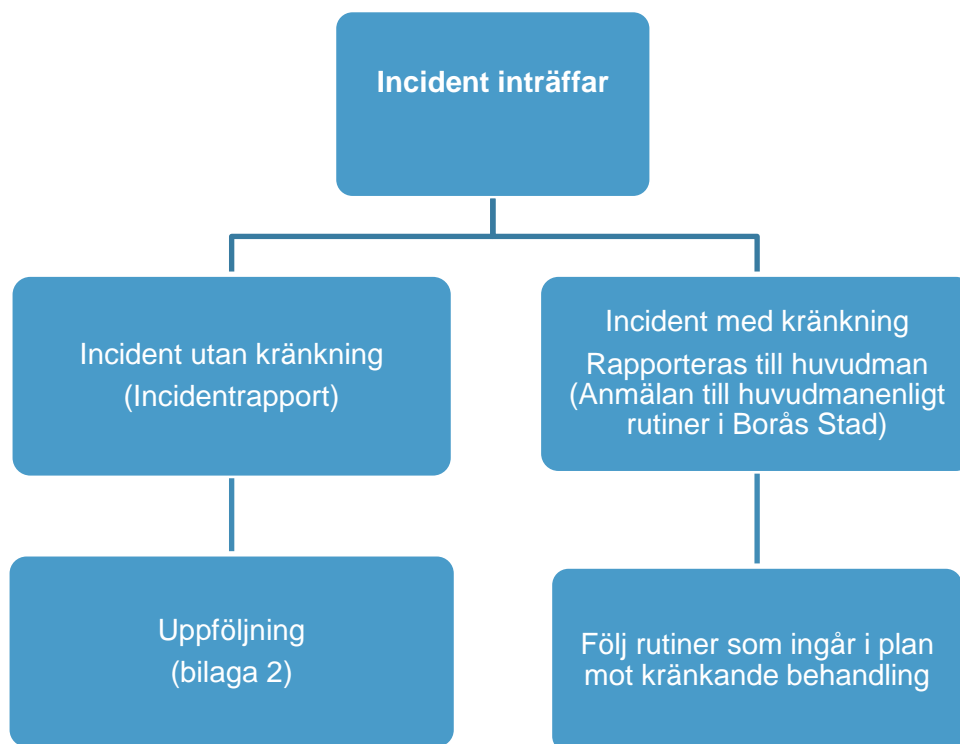 Incident inträffar
Incident utan kränkning
(Incidentrapport)
Incident med kränkning
Rapporteras till huvudman
(Anmälan till huvudmanenligt
rutiner i Borås Stad)
Uppföljning
(bilaga 2)
Följ rutiner som ingår i plan
mot kränkande behandling